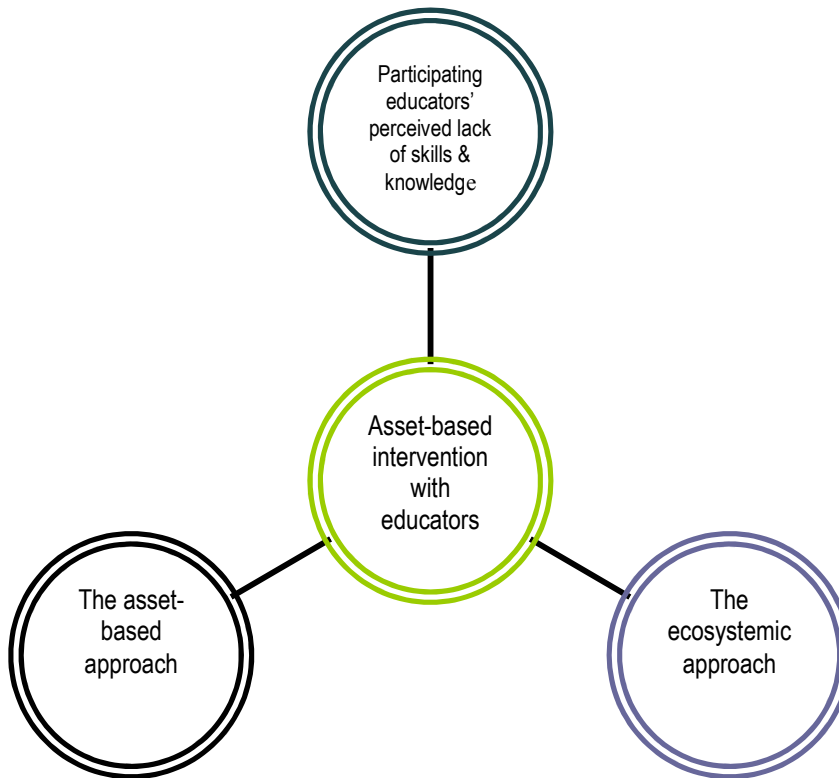 Participating
educators’
perceived lack
of skills &
knowledge
Asset-based
intervention
with
educators
The asset-
based
approach
The
ecosystemic
approach